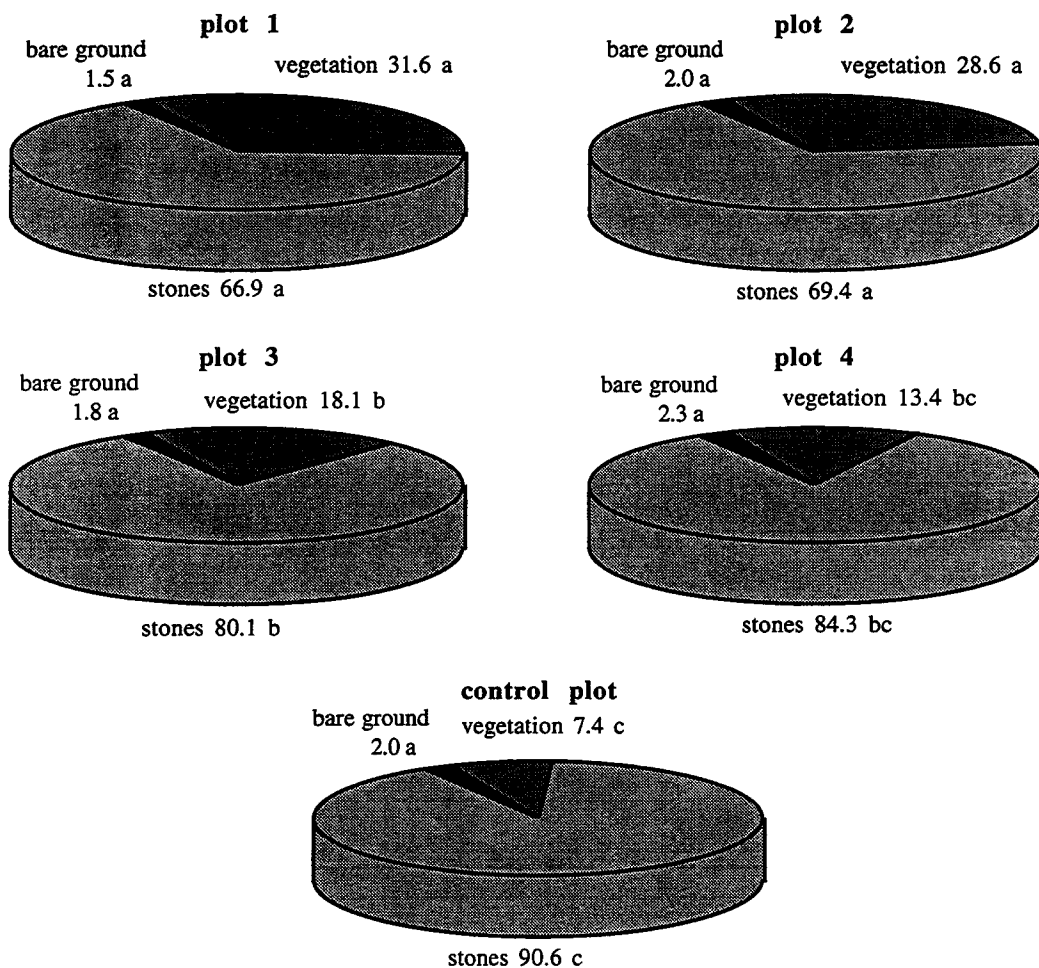 plot 1
bare ground
1.5 a
vegetation 31.6 a
stones 66.9 a
plot 2
bare ground
2.0 a
vegetation 28.6 a
stones 69.4 a
plot 3
bare ground
1.8 a
vegetation 18.1 b
stones 80.1 b
plot 4
bare ground
2.3 a
vegetation 13.4 bc
stones 84.3 bc
control plot
bare ground
2.0 a
vegetation 7.4 c
stones 90.6 c